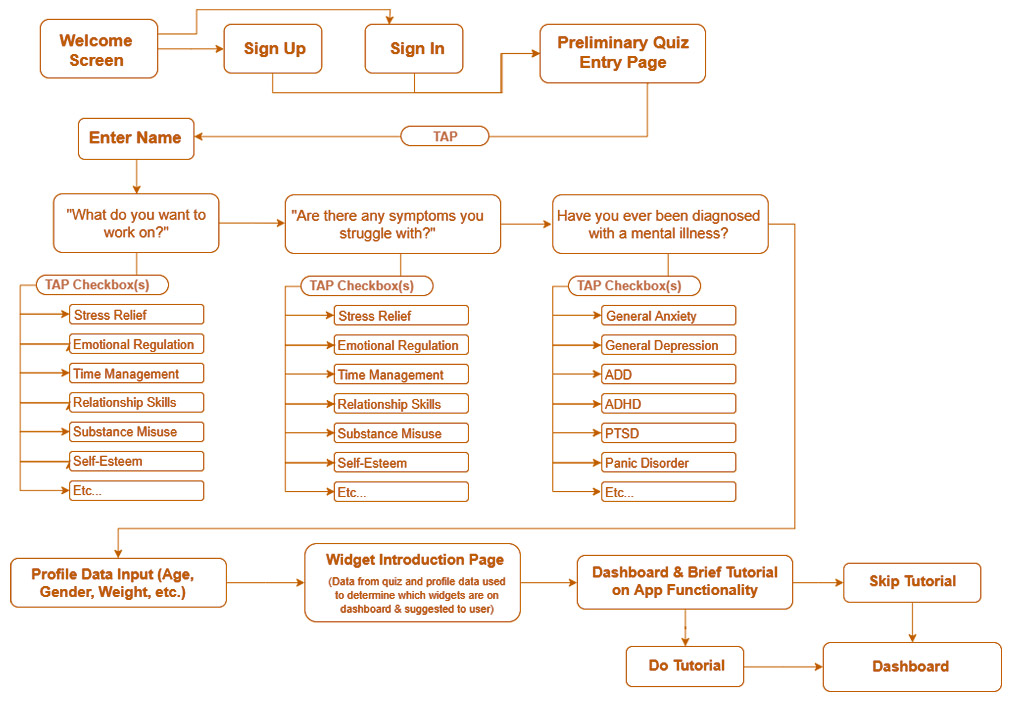 Welcome
Screen
Sign Up
Sign In
Preliminary Quiz
Entry Page
TAP
Enter Name
"What do you want to
work on?"
"Are there any symptoms you
struggle with?"
Have you ever been diagnosed
with a mental illness?
TAP Checkbox(s)
Stress Relief
Emotional Regulation
Time Management
Relationship Skills
Substance Misuse
Self-Esteem
Etc...
TAP Checkbox(s)
Stress Relief
Emotional Regulation
Time Management
Relationship Skills
Substance Misuse
Self-Esteem
Etc...
TAP Checkbox(s)
General Anxiety
General Depression
ADD
ADHD
PTSD
Panic Disorder
Etc...
Profile Data Input (Age,
Gender, Weight, etc.)
Widget Introduction Page
(Data from quiz and profile data used
to determine which widgets are on
dashboard & suggested to user)
Dashboard & Brief Tutorial
on App Functionality
Skip Tutorial
Do Tutorial
Dashboard